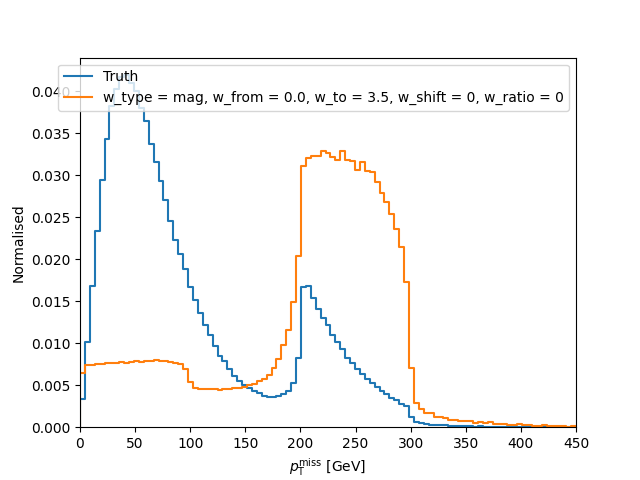 Truth
w_type = mag, w_from = 0.0, w_to = 3.5, w_shift = 0, w_ratio = 0
0.040
0.035
0.030
0.025
0.020
0.015
0.010
0.005
0.000
Normalised
0 50 100 150 200 250 300 350 400 450
p_T^miss [GeV]